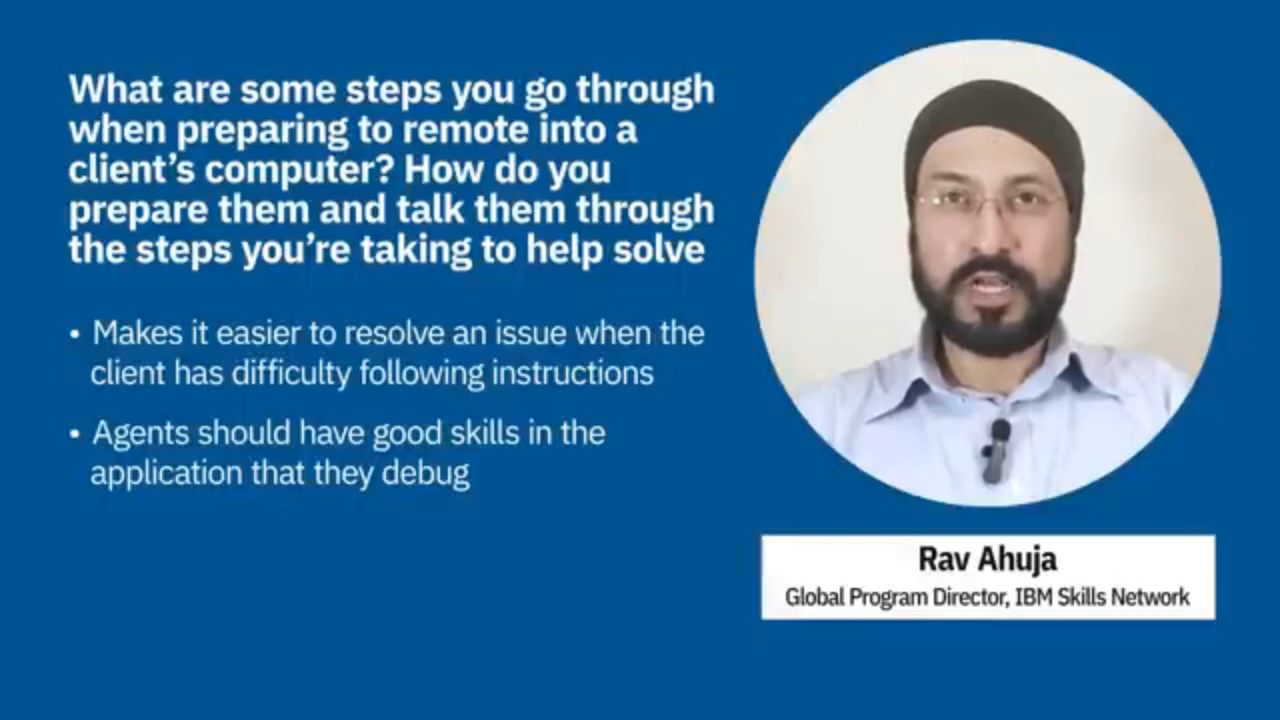 What are some steps you go through
when preparing to remote into a
client's computer? How do you
prepare them and talk them through
the steps you're taking to help solve
• Makes it easier to resolve an issue when the
client has difficulty following instructions
• Agents should have good skills in the
application that they debug
Rav Ahuja
Global Program Director, IBM Skills Network